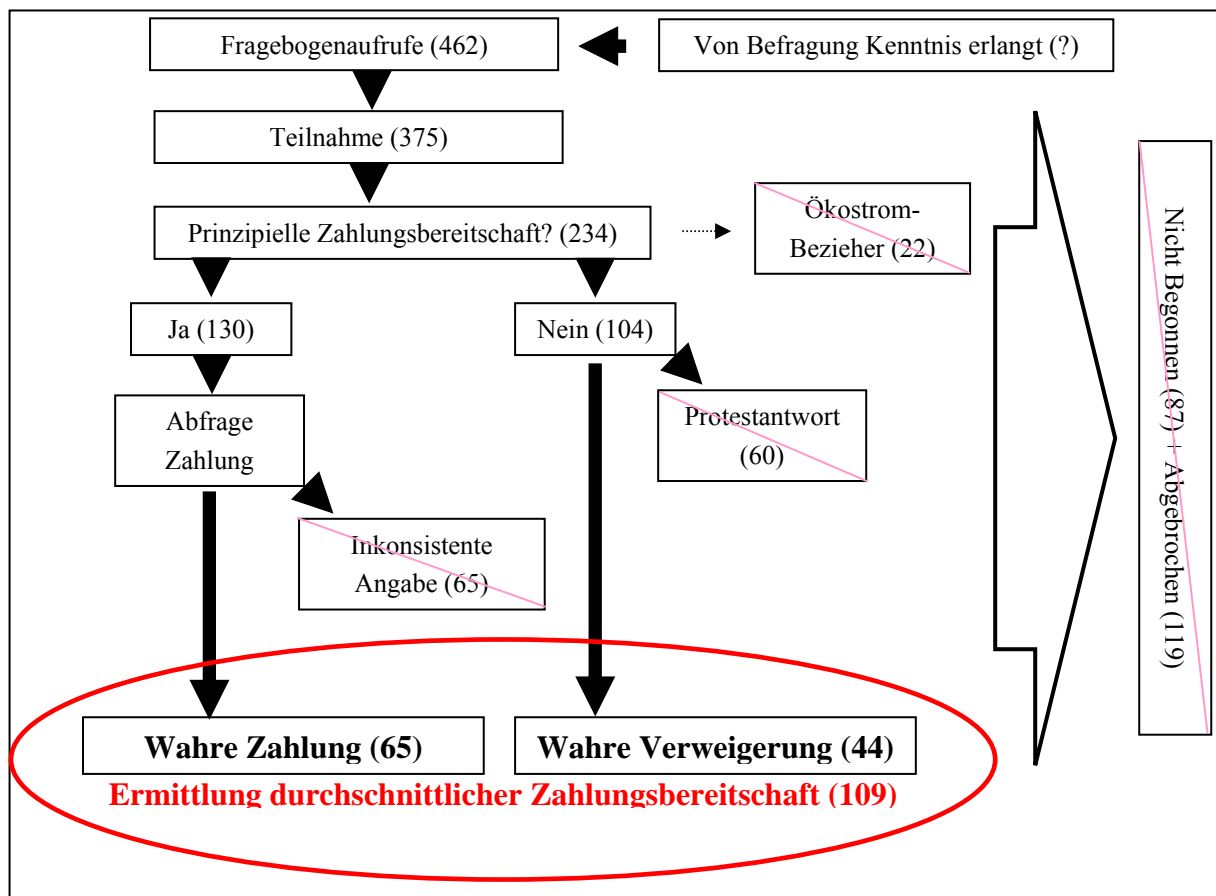 Fragebogenaufrufe (462)
Von Befragung Kenntnis erlangt (?)
Teilnahme (375)
Prinzipielle Zahlungsbereitschaft? (234)
Ökostrom-
Bezieher (22)
Ja (130)
Nein (104)
Abfrage
Zahlung
Protestantwort
(60)
Inkonsistente
Angabe (65)
Nicht Begonnen (87) + Abgebrochen (119)
Wahre Zahlung (65)
Wahre Verweigerung (44)
Ermittlung durchschnittlicher Zahlungsbereitschaft (109)